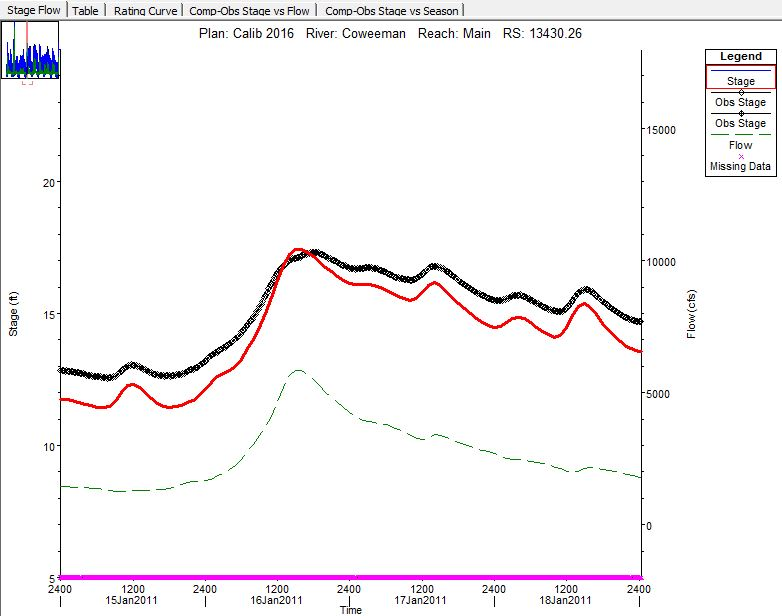 Stage Flow Table Rating Curve Comp-Obs Stage vs Flow Comp-Obs Stage vs Season
Plan: Calib 2016 River: Coweeman Reach: Main RS: 13430.26
Legend
Stage
Obs Stage
Obs Stage
Flow
Missing Data
20
15
10
5
Stage (ft)
15000
10000
5000
0
Flow (cfs)
2400 1200 2400 1200 2400 1200 2400 1200 2400
15Jan2011 16Jan2011 17Jan2011 18Jan2011
Time